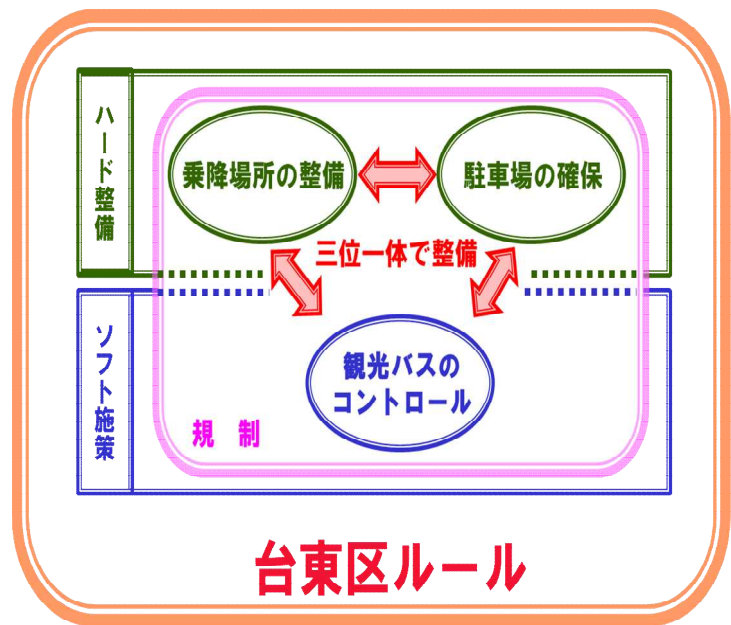 ハード整備
乗降場所の整備
駐車場の確保
三位一体で整備
ソフト施策
観光バスの
コントロール
規 制
台東区ルール